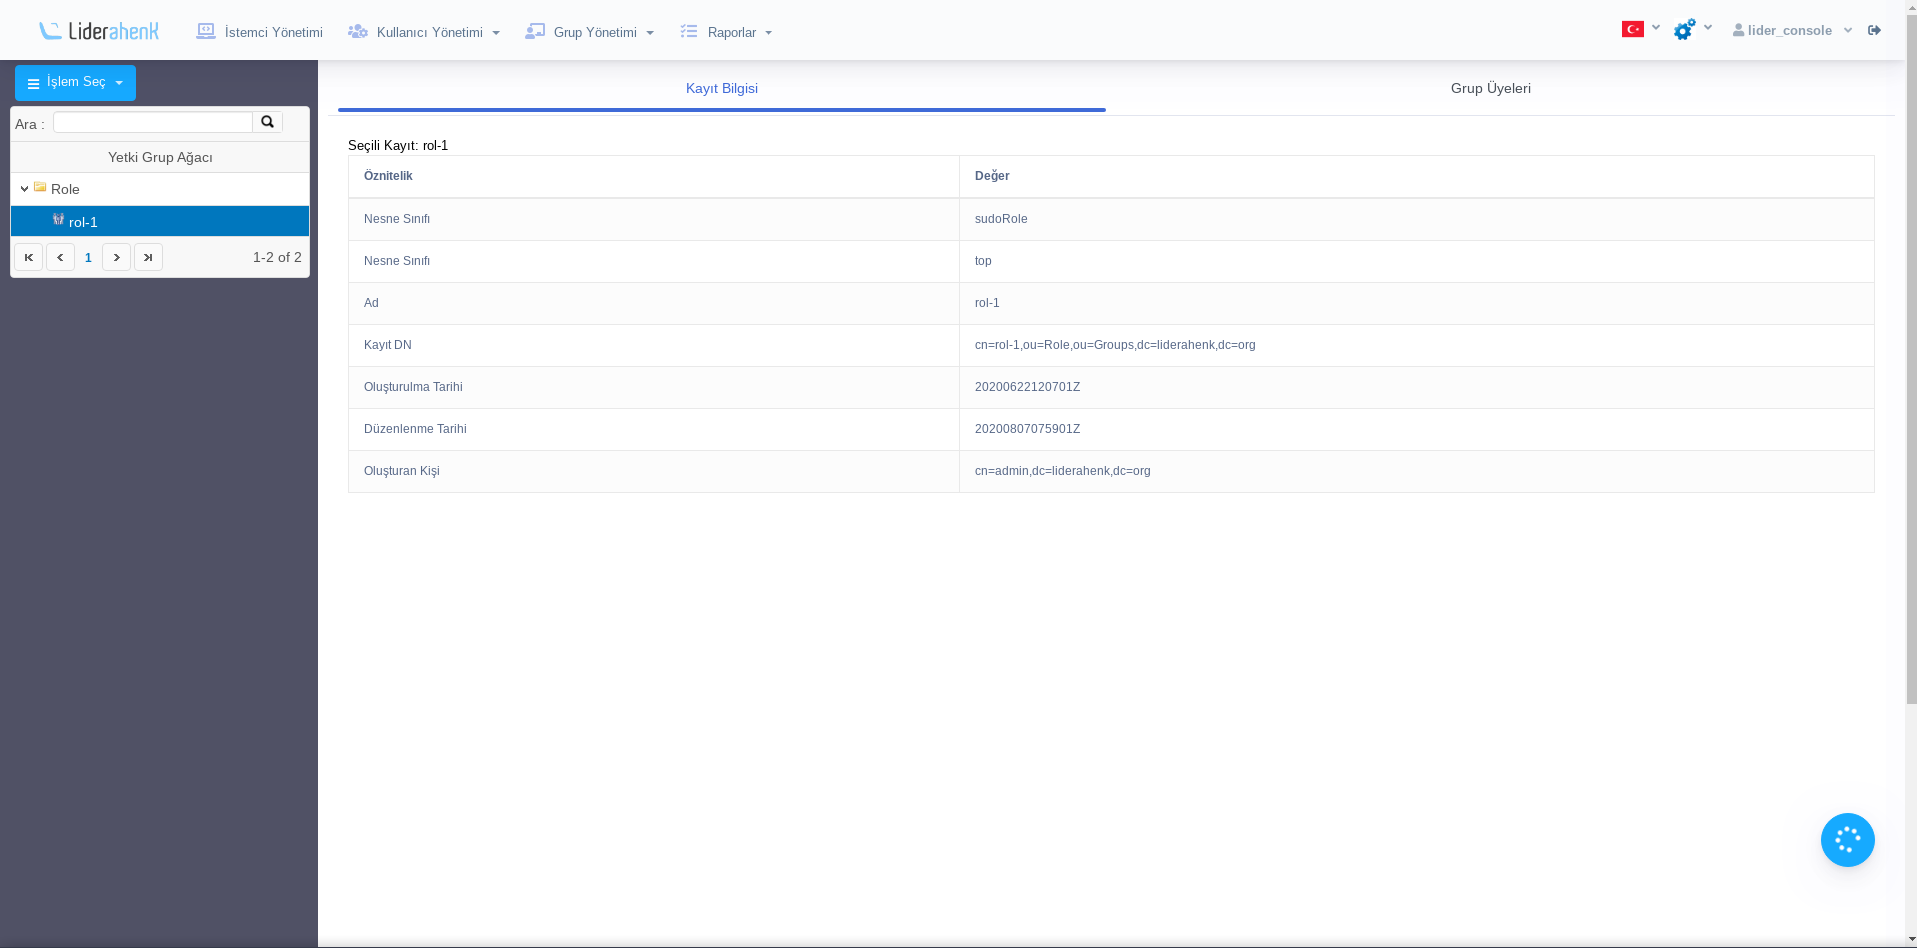 Liderahenk
İstemci Yönetimi
Kullanıcı Yönetimi
Grup Yönetimi
Raporlar
lider_console
İşlem Seç
Ara :
Yetki Grup Ağacı
Role
rol-1
1
1-2 of 2
Kayıt Bilgisi
Grup Üyeleri
Seçili Kayıt: rol-1
Öznitelik Değer
Nesne Sınıfı sudoRole
Nesne Sınıfı top
Ad rol-1
Kayıt DN cn=rol-1,ou=Role,ou=Groups,dc=liderahenk,dc=org
Oluşturulma Tarihi 20200622120701Z
Düzenlenme Tarihi 20200807075901Z
Oluşturan Kişi cn=admin,dc=liderahenk,dc=org